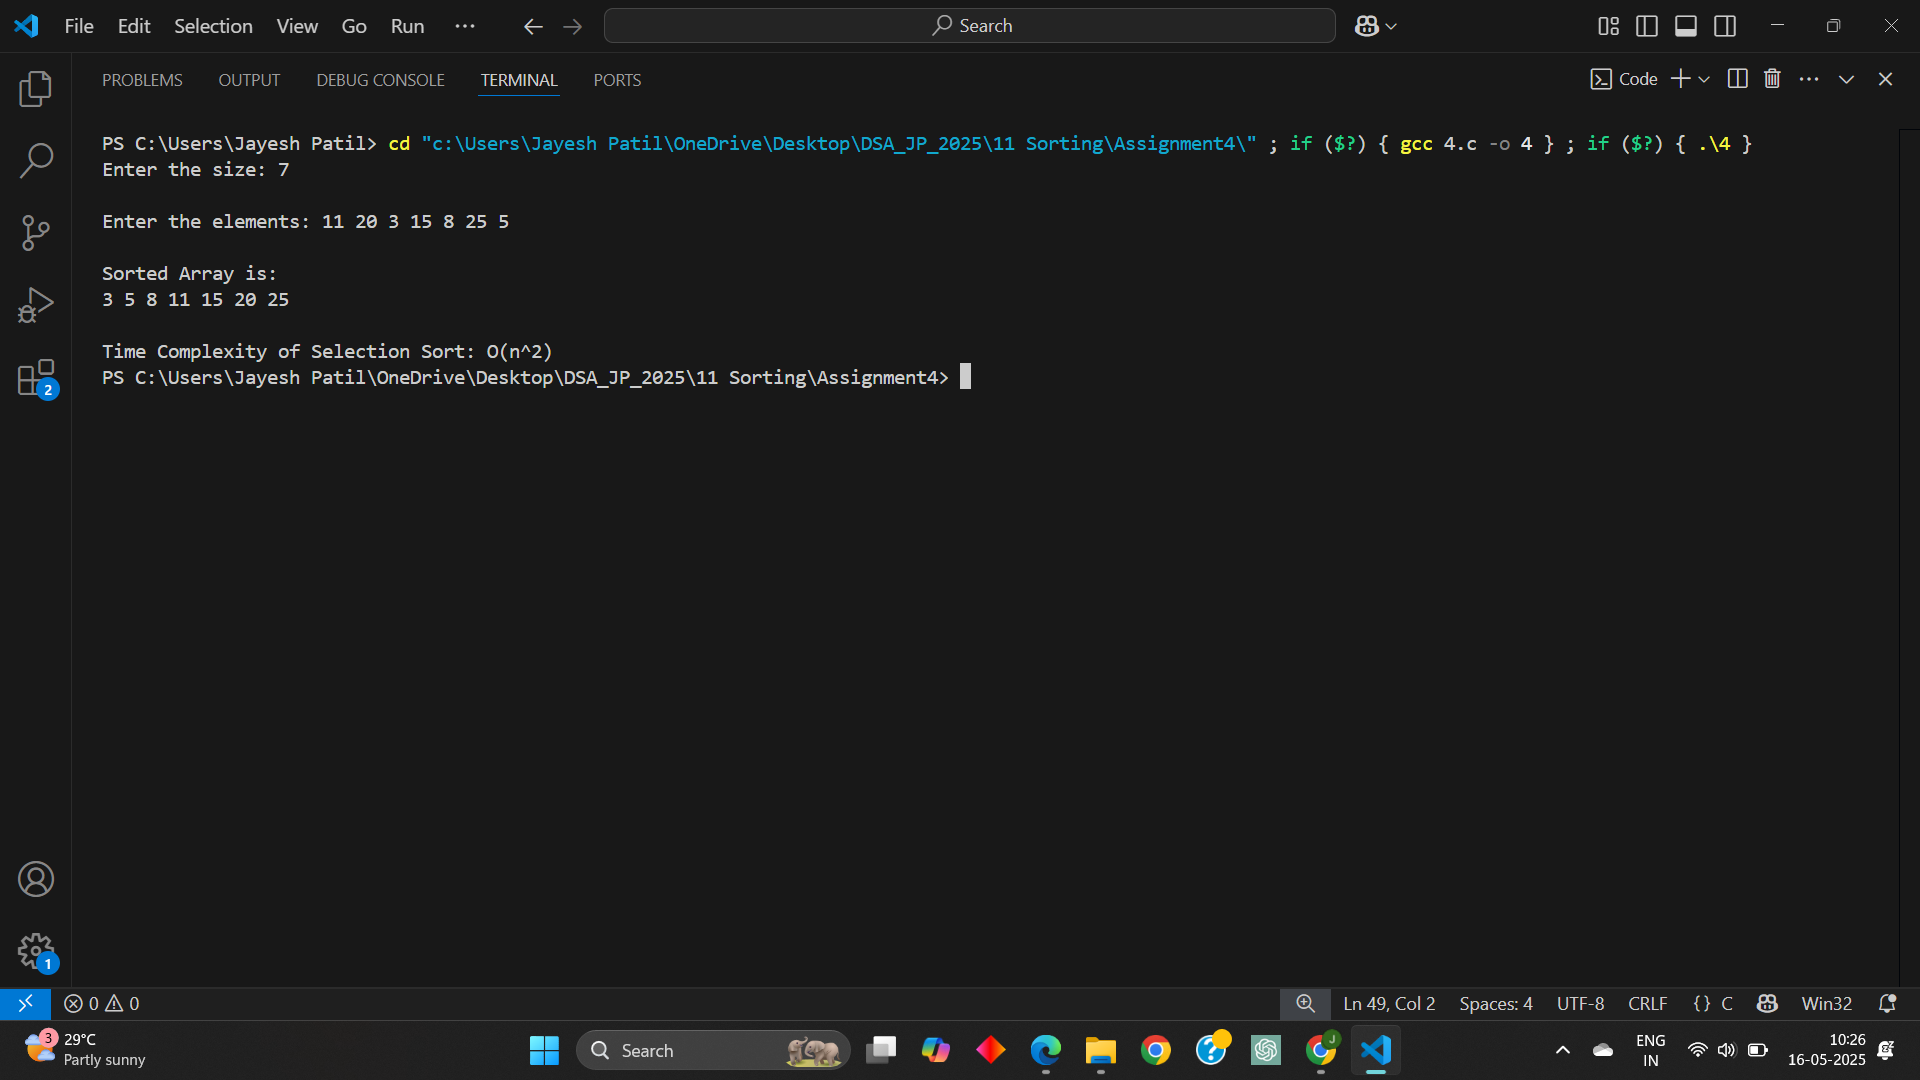 File Edit Selection View Go Run ··· Search
PROBLEMS OUTPUT DEBUG CONSOLE TERMINAL PORTS Code
PS C:\Users\Jayesh Patil> cd "c:\Users\Jayesh Patil\OneDrive\Desktop\DSA_JP_2025\11 Sorting\Assignment4\" ; if ($?) { gcc 4.c -o 4 } ; if ($?) { .\4 }
Enter the size: 7
Enter the elements: 11 20 3 15 8 25 5
Sorted Array is:
3 5 8 11 15 20 25
Time Complexity of Selection Sort: O(n^2)
PS C:\Users\Jayesh Patil\OneDrive\Desktop\DSA_JP_2025\11 Sorting\Assignment4>
2
1
0 0 Ln 49, Col 2 Spaces: 4 UTF-8 CRLF {} C Win32
3 29°C
Partly sunny
Search
J
ENG
IN
10:26
16-05-2025